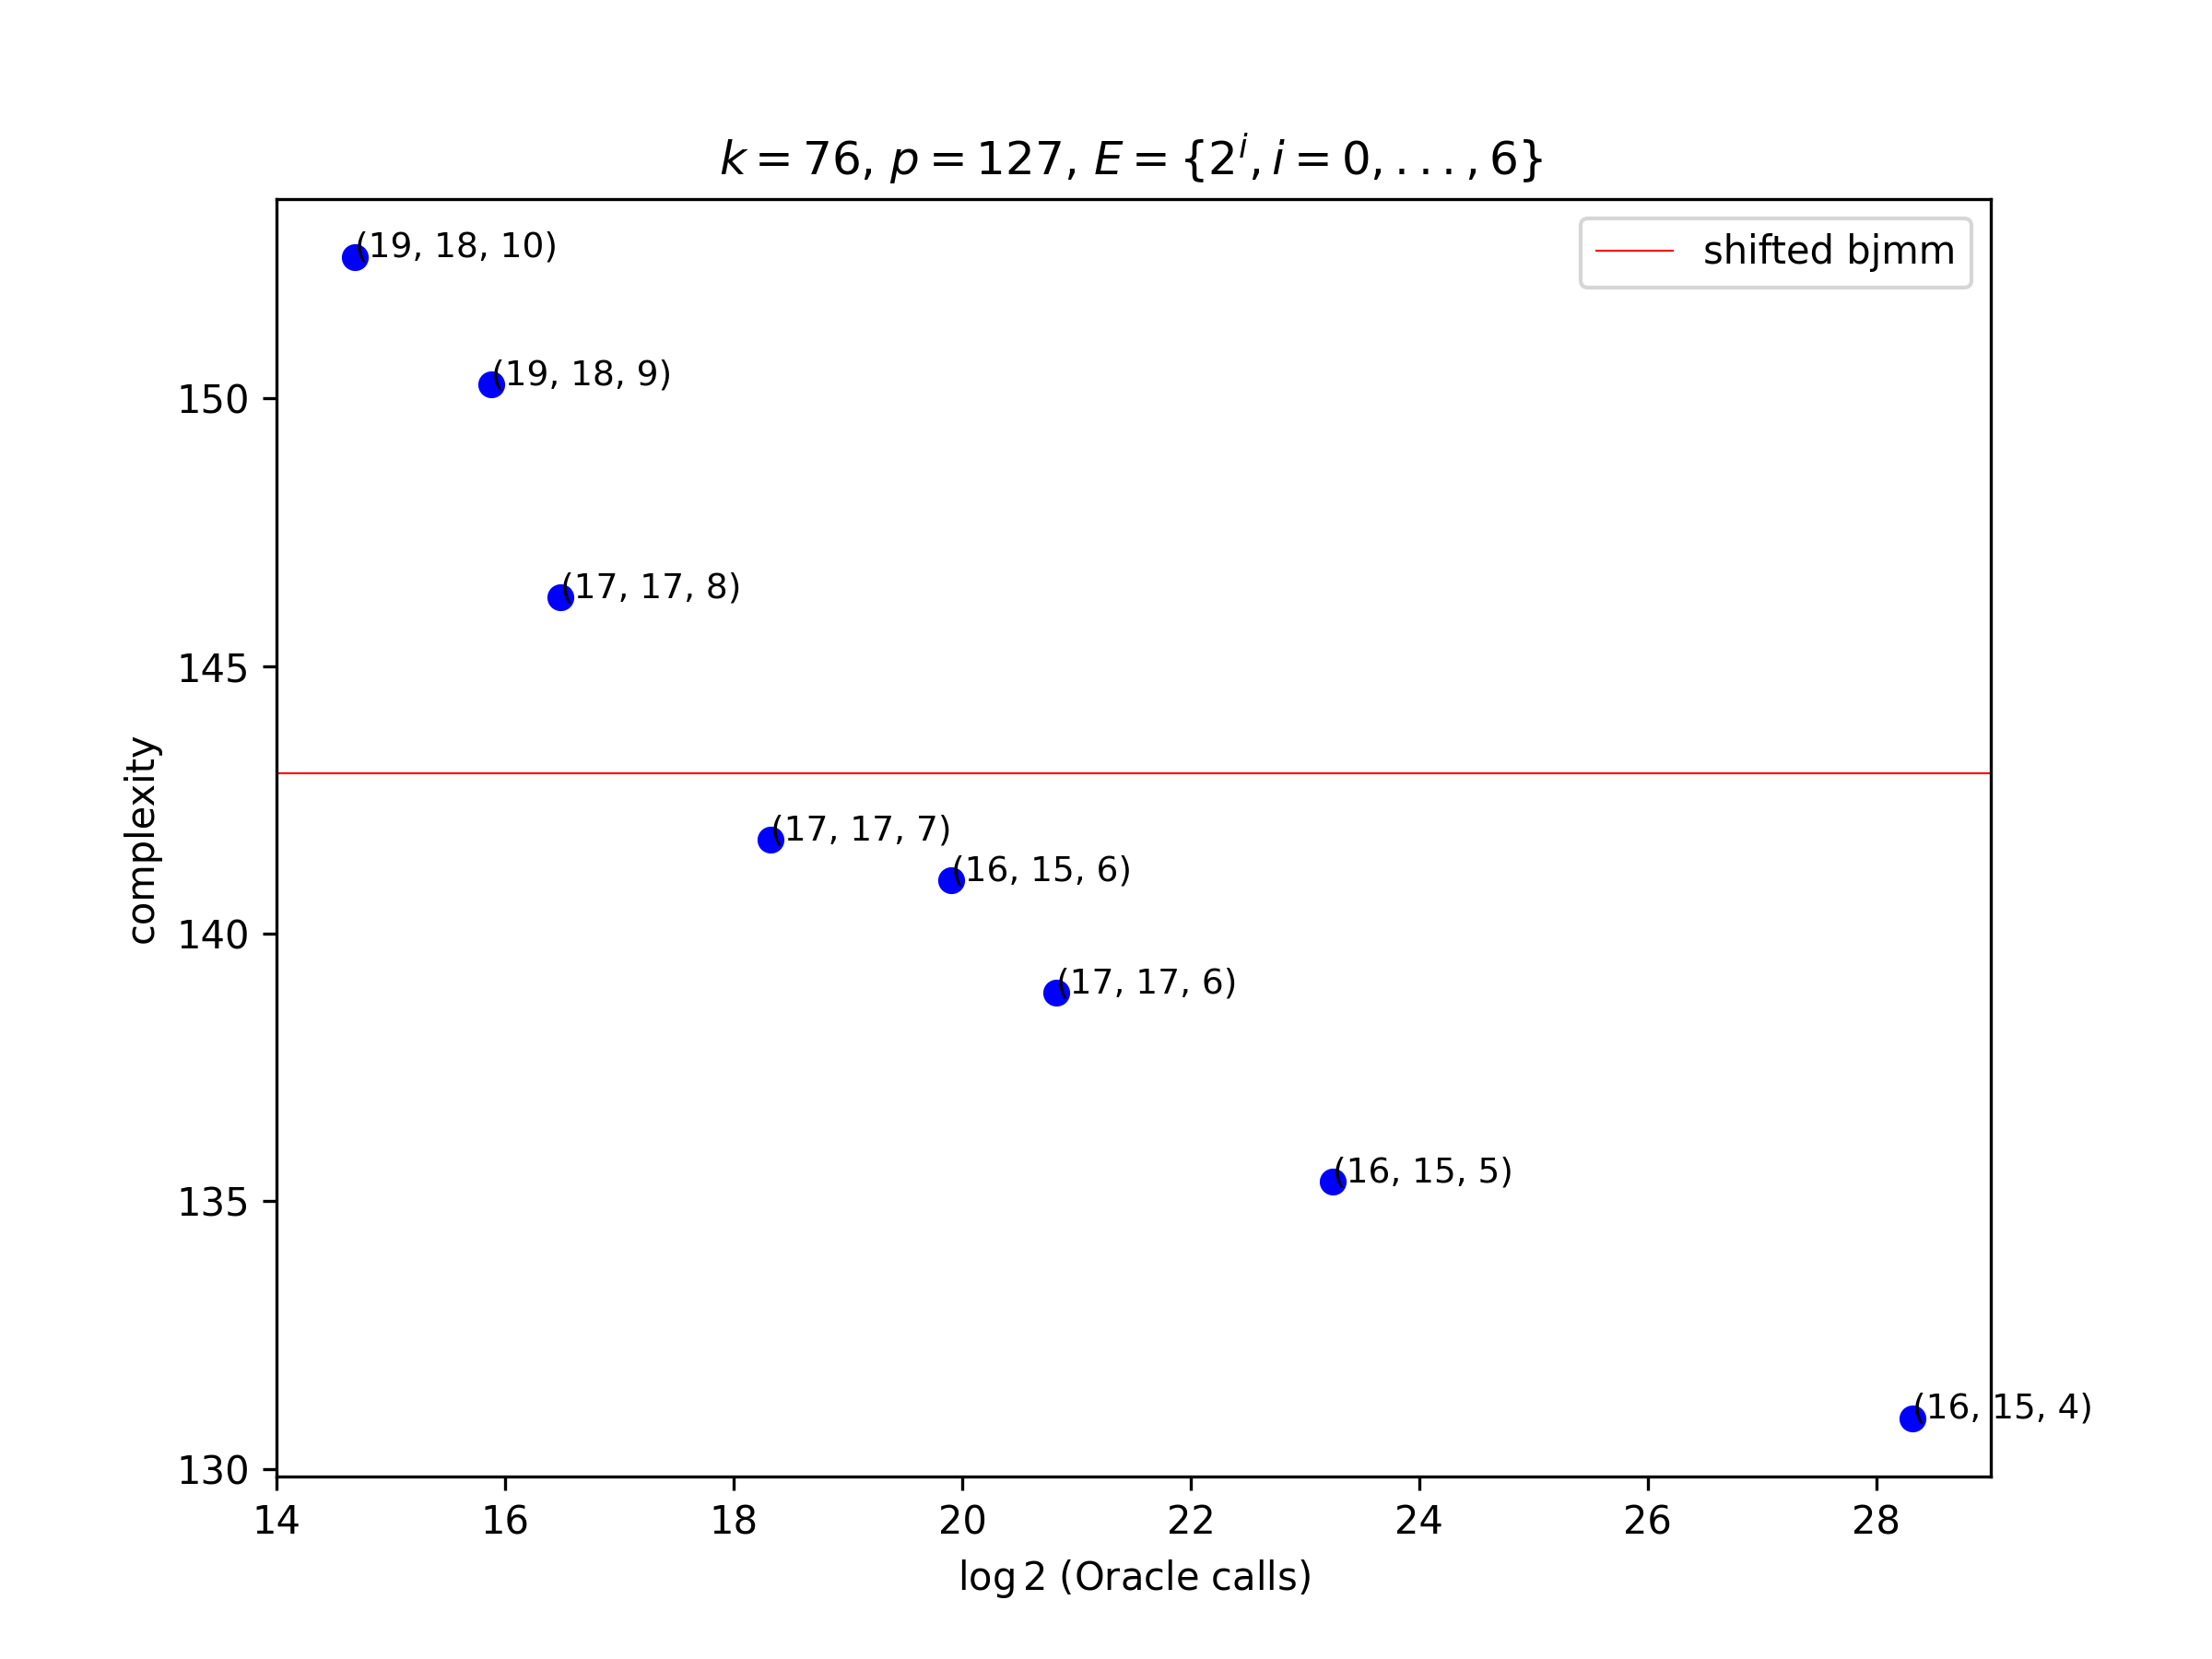 k = 76, p = 127, E = {2^i, i = 0, . . . , 6}
shifted bjmm
(19, 18, 10)
(19, 18, 9)
150
(17, 17, 8)
145
(17, 17, 7)
(16, 15, 6)
complexity
140
(17, 17, 6)
(16, 15, 5)
135
(16, 15, 4)
130
14 16 18 20 22 24 26 28
log 2 (Oracle calls)